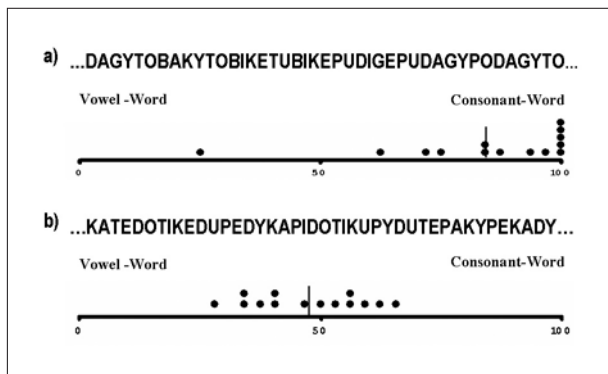 a) ...DAGYTOBAKYTOBIKETUBIKEPUDIGEPUDAGYPODAGYTO...
Vowel -Word Consonant-Word
0 50 100
b) ...KATEDOTIKEDUPEDYKAPIDOTIKUPYDUTEPAKYPEKADY...
Vowel -Word Consonant-Word
0 50 100